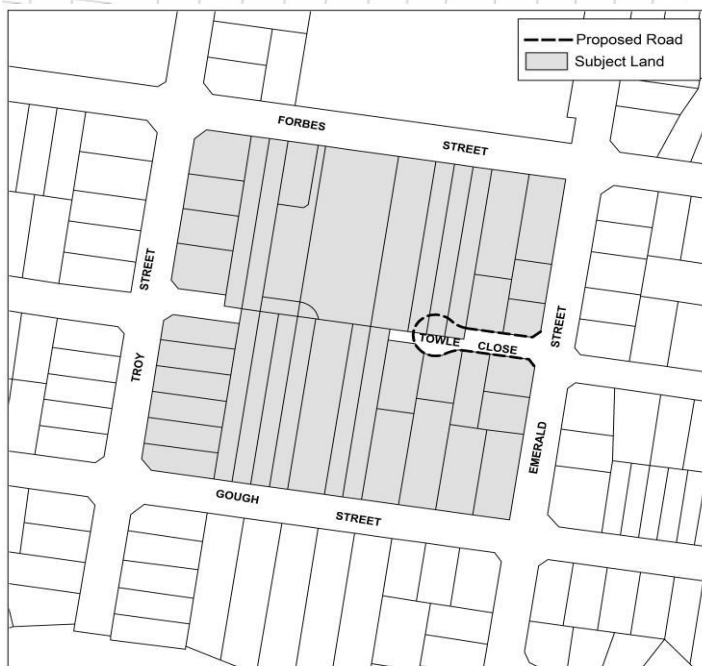 Proposed Road
Subject Land
FORBES STREET
STREET
TROY
TOWLE CLOSE
STREET
EMERALD
GOUGH STREET